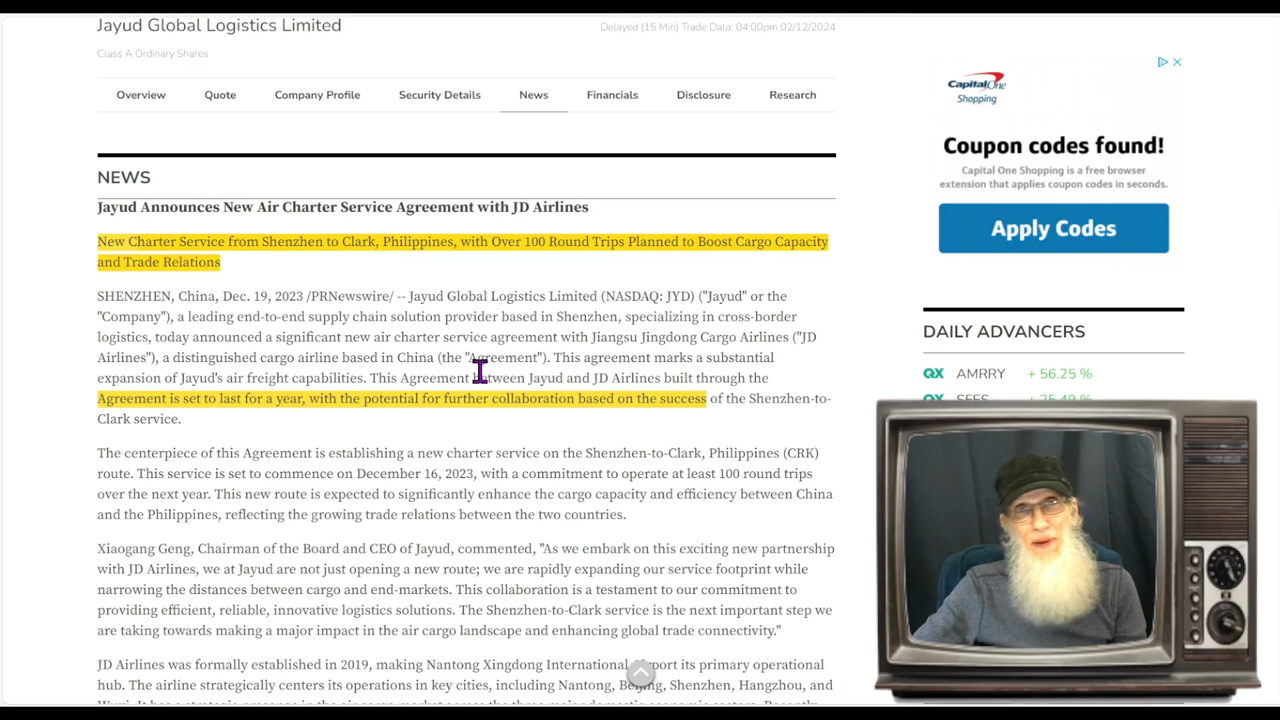 Jayud Global Logistics Limited
Delayed (15 Min) Trade Data: 04:00pm 02/12/2024
Class A Ordinary Shares
Overview Quote Company Profile Security Details News Financials Disclosure Research
NEWS
Jayud Announces New Air Charter Service Agreement with JD Airlines
New Charter Service from Shenzhen to Clark, Philippines, with Over 100 Round Trips Planned to Boost Cargo Capacity
and Trade Relations
SHENZHEN, China, Dec. 19, 2023 /PRNewswire/ -- Jayud Global Logistics Limited (NASDAQ: JYD) ("Jayud" or the
"Company"), a leading end-to-end supply chain solution provider based in Shenzhen, specializing in cross-border
logistics, today announced a significant new air charter service agreement with Jiangsu Jingdong Cargo Airlines ("JD
Airlines"), a distinguished cargo airline based in China (the "Agreement"). This agreement marks a substantial
expansion of Jayud's air freight capabilities. This Agreement between Jayud and JD Airlines built through the
Agreement is set to last for a year, with the potential for further collaboration based on the success of the Shenzhen-to-
Clark service.
The centerpiece of this Agreement is establishing a new charter service on the Shenzhen-to-Clark, Philippines (CRK)
route. This service is set to commence on December 16, 2023, with a commitment to operate at least 100 round trips
over the next year. This new route is expected to significantly enhance the cargo capacity and efficiency between China
and the Philippines, reflecting the growing trade relations between the two countries.
Xiaogang Geng, Chairman of the Board and CEO of Jayud, commented, "As we embark on this exciting new partnership
with JD Airlines, we at Jayud are not just opening a new route; we are rapidly expanding our service footprint while
narrowing the distances between cargo and end-markets. This collaboration is a testament to our commitment to
providing efficient, reliable, innovative logistics solutions. The Shenzhen-to-Clark service is the next important step we
are taking towards making a major impact in the air cargo landscape and enhancing global trade connectivity."
JD Airlines was formally established in 2019, making Nantong Xingdong International Airport its primary operational
hub. The airline strategically centers its operations in key cities, including Nantong, Beijing, Shenzhen, Hangzhou, and
Capital One
Shopping
Coupon codes found!
Capital One Shopping is a free browser
extension that applies coupon codes in seconds.
Apply Codes
DAILY ADVANCERS
QX AMRRY + 56.25 %